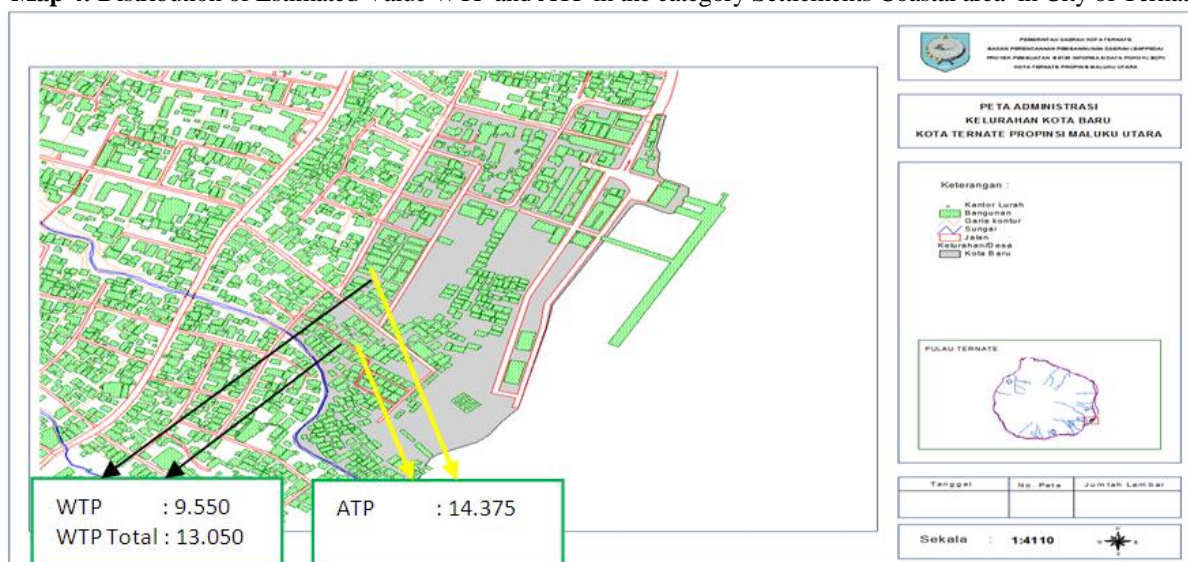 Map 4. Distribution of Estimated Value WTP and ATP in the category Settlements Coastal area in City of Ternat
PEMERINTAH DAERAH KOTA TERNATE
BADAN PERENCANAAN PEMBANGUNAN DAERAH (BAPPEDA)
KOTA TERNATE PROPINSI MALUKU UTARA
PETA ADMINISTRASI
KELURAHAN KOTA BARU
KOTA TERNATE PROPINSI MALUKU UTARA
Keterangan :
Kantor Lurah
Bangunan
Garis kontur
Sungai
Jalan
Kelurahan/Desa
Kota Baru
PULAU TERNATE
Tanggal No. Peta Jumlah Lembar
Sekala : 1:4110
WTP : 9.550
WTP Total : 13.050
ATP : 14.375